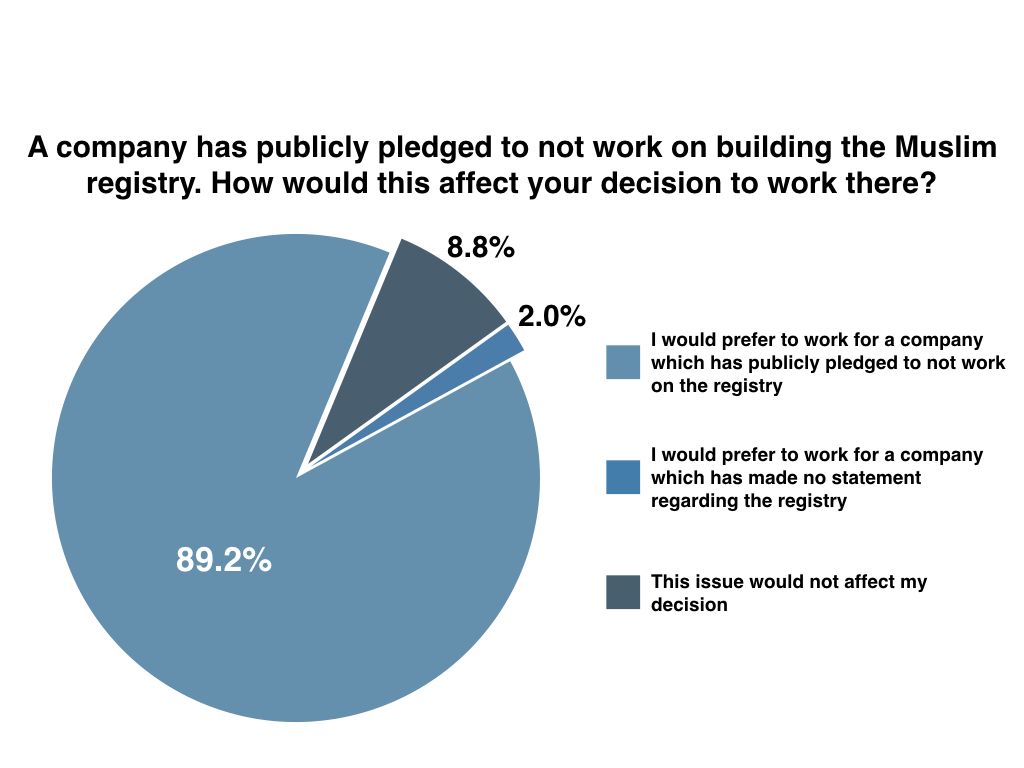 A company has publicly pledged to not work on building the Muslim
registry. How would this affect your decision to work there?
8.8%
2.0%
I would prefer to work for a company
which has publicly pledged to not work
on the registry
I would prefer to work for a company
which has made no statement
regarding the registry
89.2%
This issue would not affect my
decision